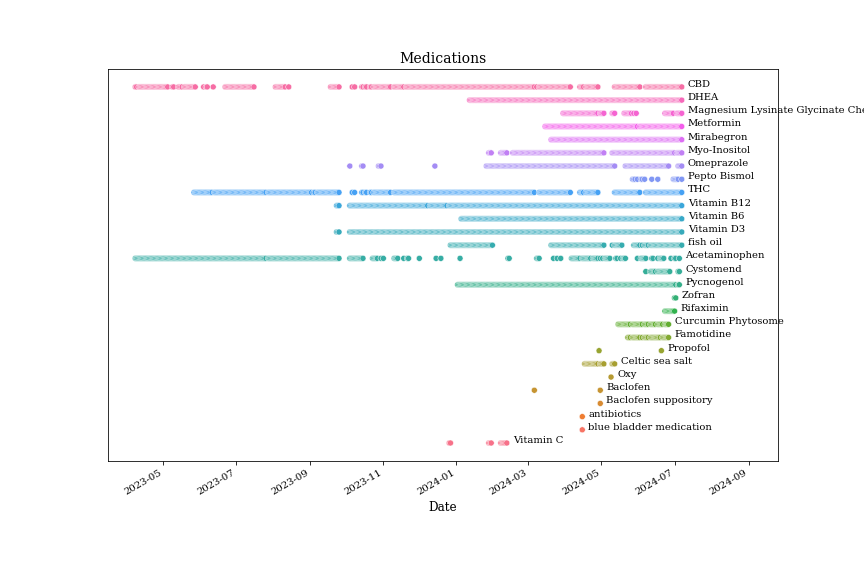 Medications
CBD
DHEA
Magnesium Lysinate Glycinate Che
Metformin
Mirabegron
Myo-Inositol
Omeprazole
Pepto Bismol
THC
Vitamin B12
Vitamin B6
Vitamin D3
fish oil
Acetaminophen
Cystomend
Pycnogenol
Zofran
Rifaximin
Curcumin Phytosome
Famotidine
Propofol
Celtic sea salt
Oxy
Baclofen
Baclofen suppository
antibiotics
blue bladder medication
Vitamin C
2023-05 2023-07 2023-09 2023-11 2024-01 2024-03 2024-05 2024-07 2024-09
Date